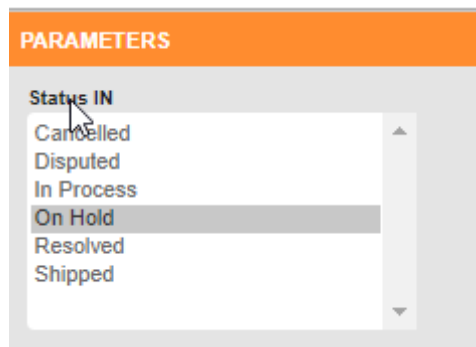 PARAMETERS
Status IN
Cancelled
Disputed
In Process
On Hold
Resolved
Shipped